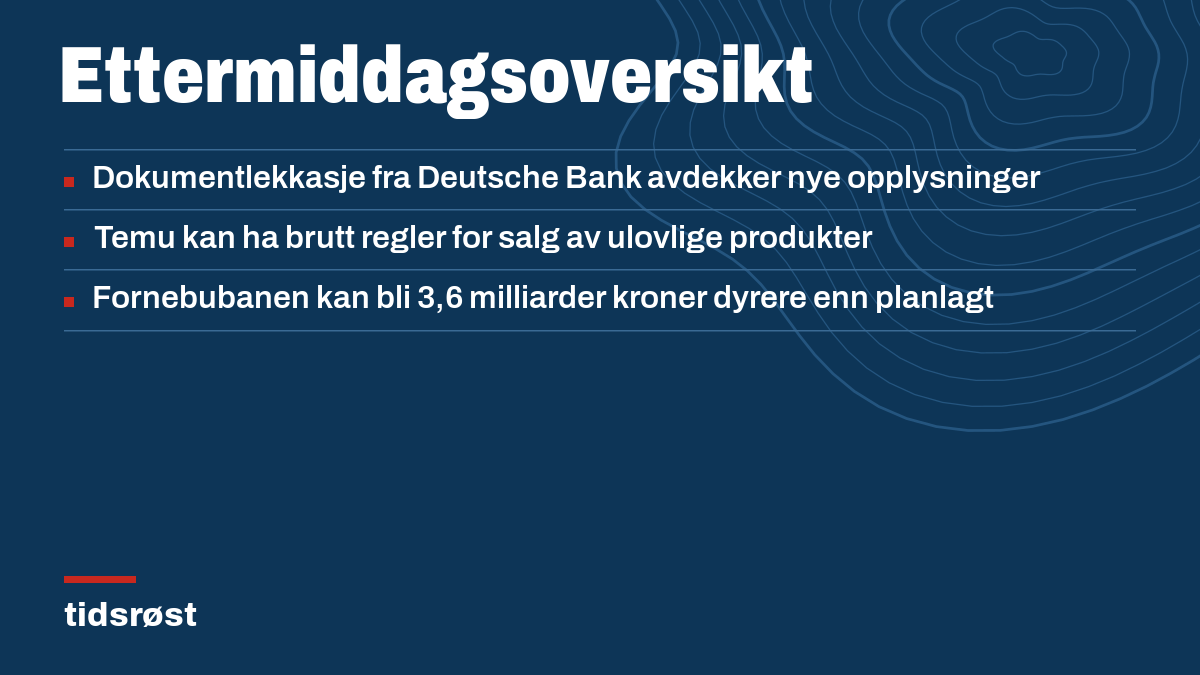 Ettermiddagsoversikt
Dokumentlekkasje fra Deutsche Bank avdekker nye opplysninger
Temu kan ha brutt regler for salg av ulovlige produkter
Fornebubanen kan bli 3,6 milliarder kroner dyrere enn planlagt
tidsrøst